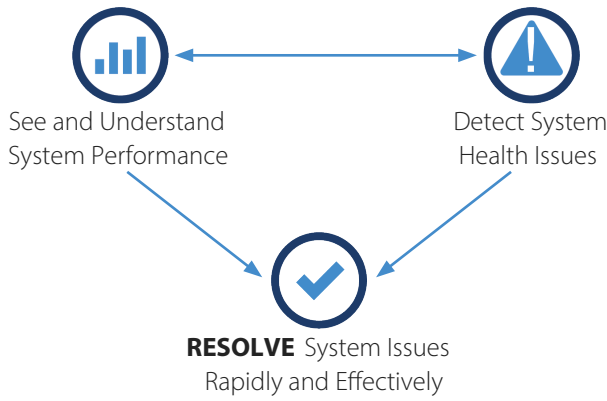 See and Understand
System Performance
Detect System
Health Issues
RESOLVE System Issues
Rapidly and Effectively